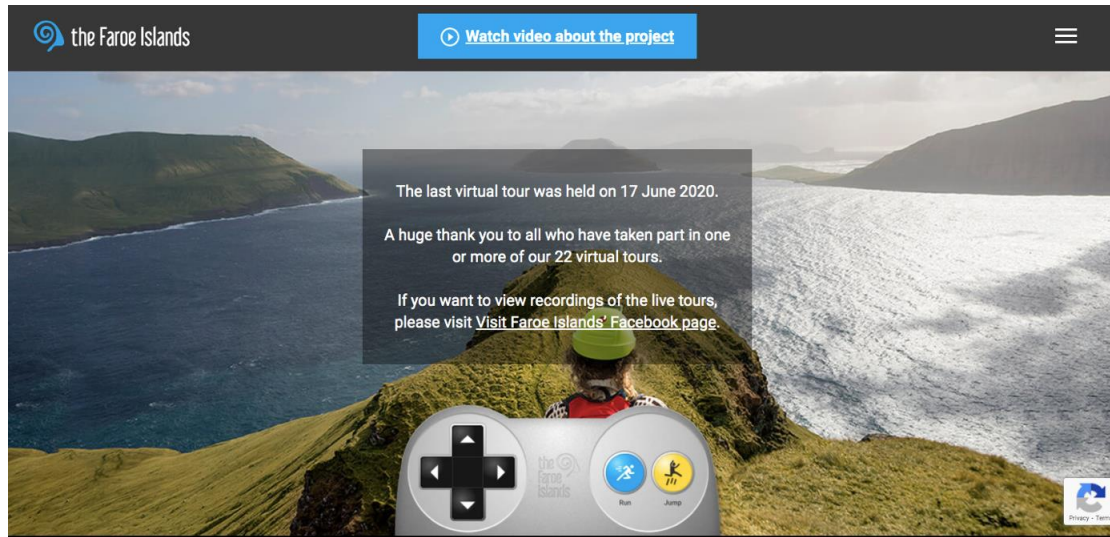 the Faroe Islands
Watch video about the project
The last virtual tour was held on 17 June 2020.
A huge thank you to all who have taken part in one
or more of our 22 virtual tours.
If you want to view recordings of the live tours,
please visit Visit Faroe Islands' Facebook page.
the
faroe
islands
Run
Jump
Privacy - Term